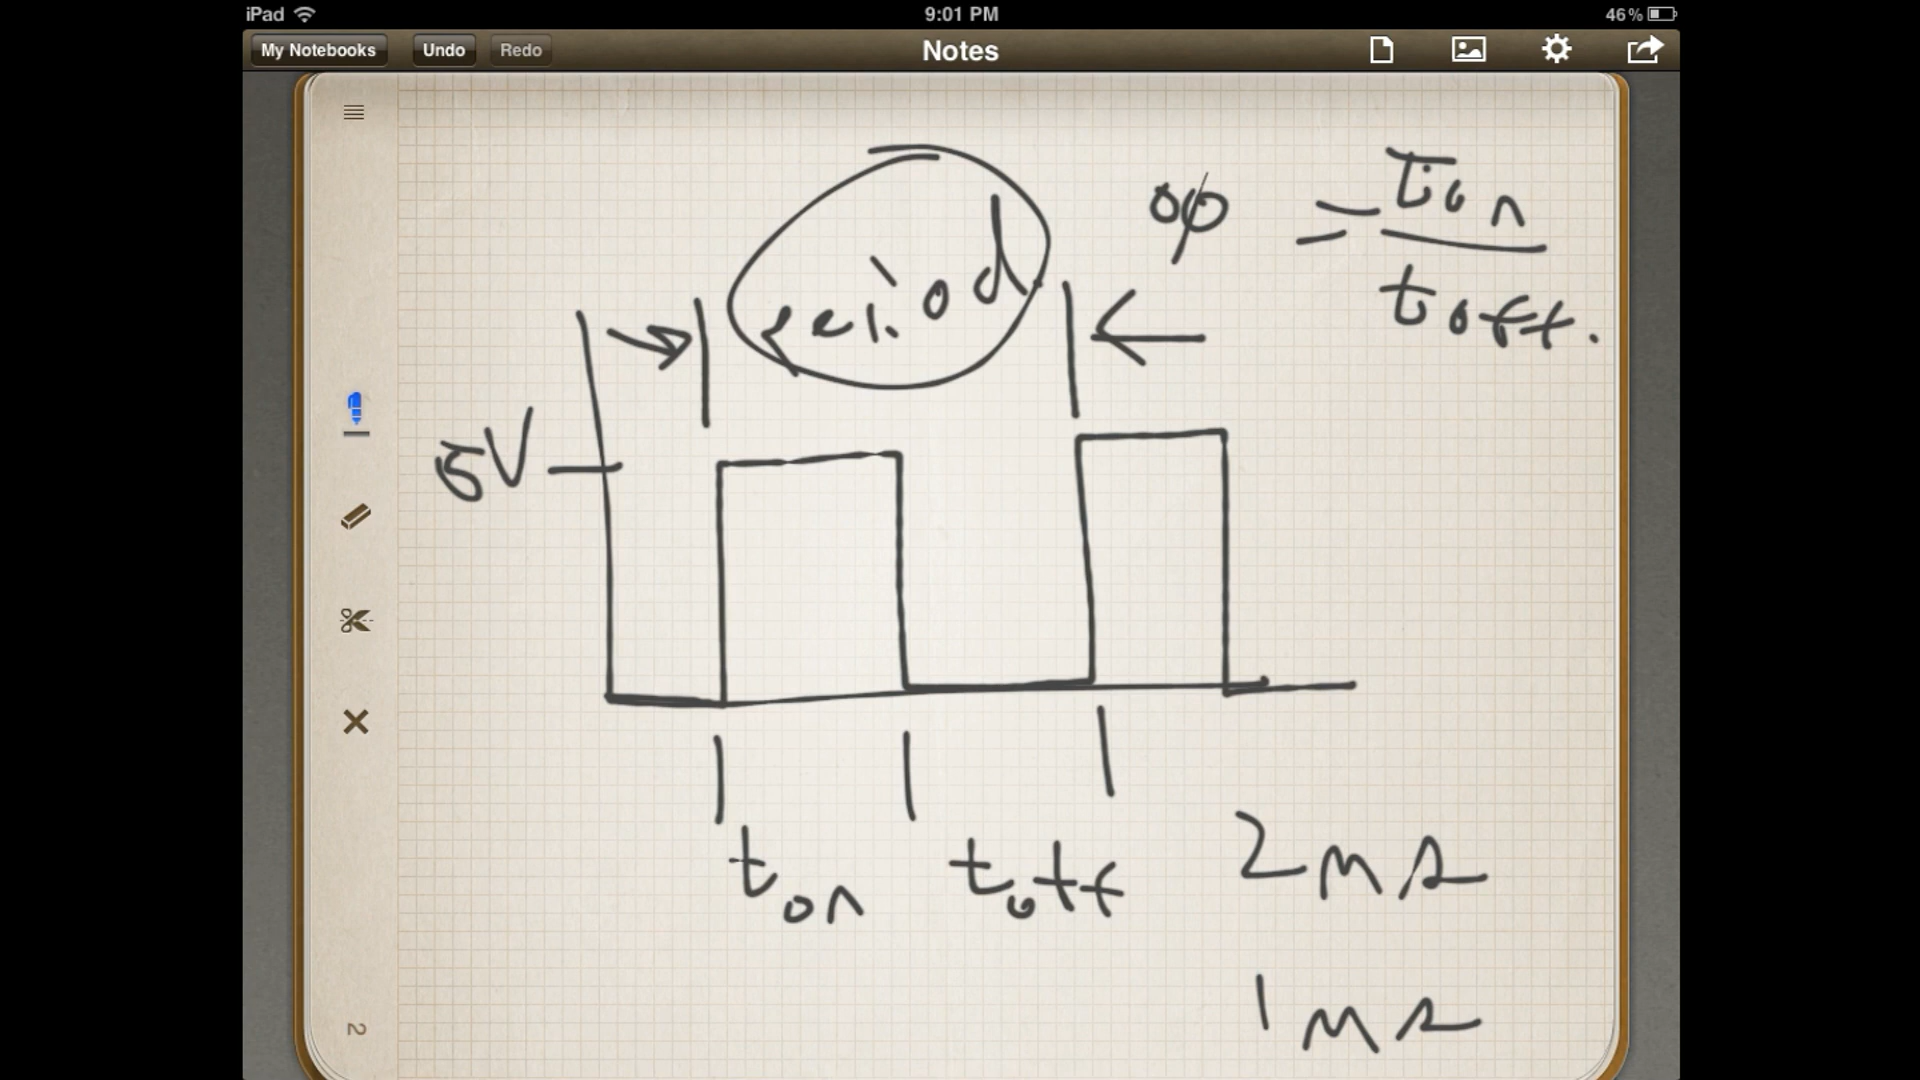 iPad 9:01 PM 46%
My Notebooks Undo Redo Notes
period % = ton
toff.
5V
ton toff 2ms
1ms
2